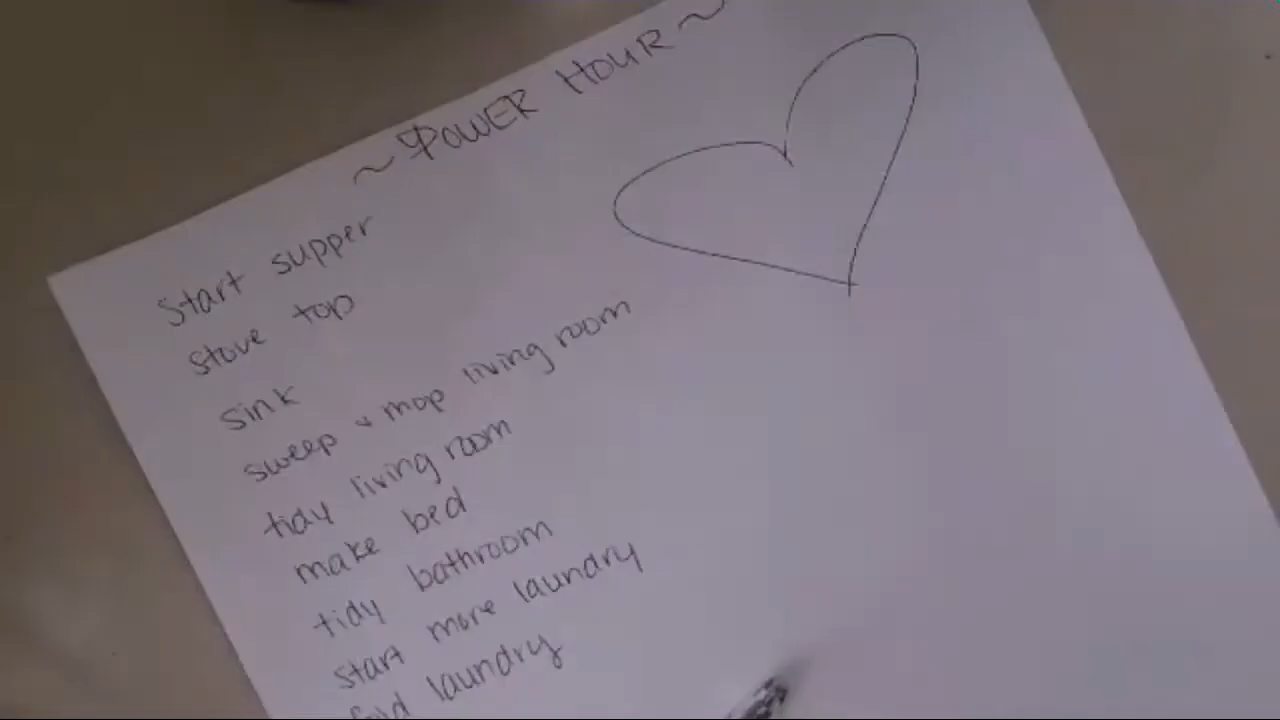 ~ POWER HOUR ~
Start supper
stove top
sink
sweep & mop living room
tidy living room
make bed
tidy bathroom
start more laundry
fold laundry